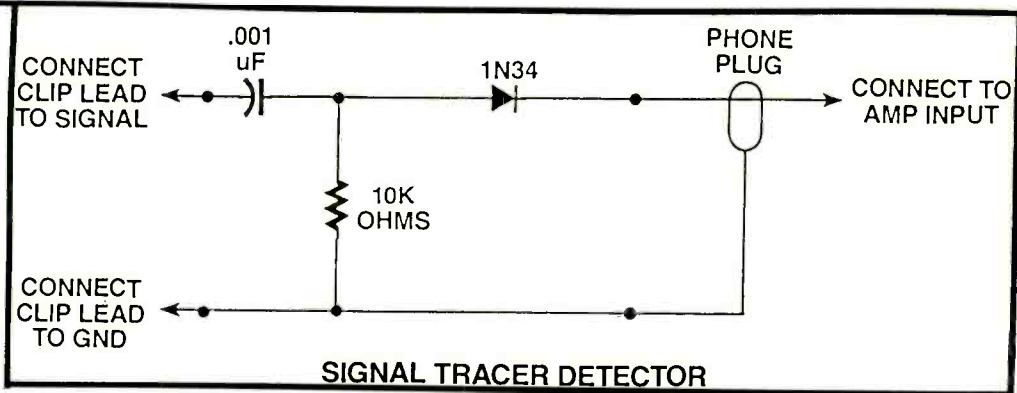 .001
uF
CONNECT
CLIP LEAD
TO SIGNAL
1N34
PHONE
PLUG
CONNECT TO
AMP INPUT
10K
OHMS
CONNECT
CLIP LEAD
TO GND
SIGNAL TRACER DETECTOR